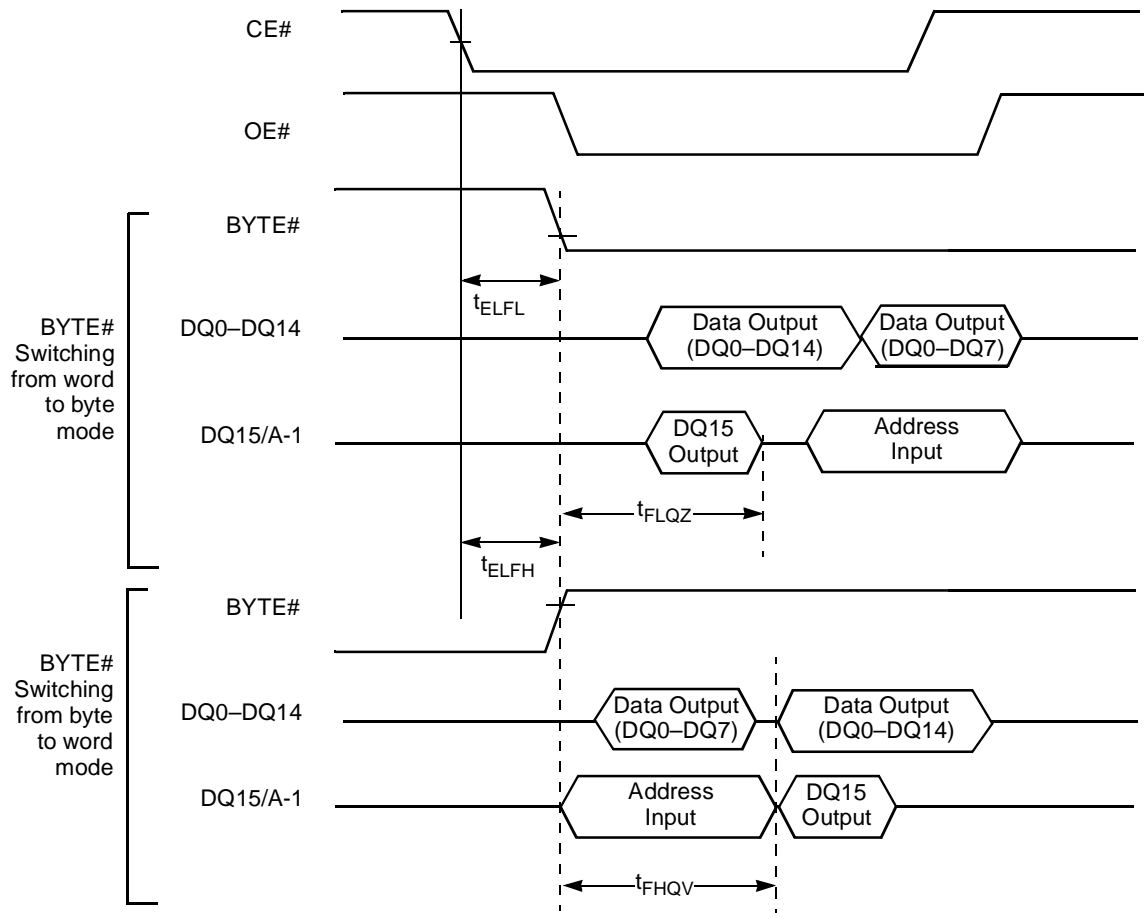 CE#
OE#
BYTE#
Switching
from word
to byte
mode
BYTE#
tELFL
DQ0–DQ14
Data Output
(DQ0–DQ14)
Data Output
(DQ0–DQ7)
DQ15/A-1
DQ15
Output
Address
Input
tFLQZ
tELFH
BYTE#
Switching
from byte
to word
mode
BYTE#
DQ0–DQ14
Data Output
(DQ0–DQ7)
Data Output
(DQ0–DQ14)
DQ15/A-1
Address
Input
DQ15
Output
tFHQV